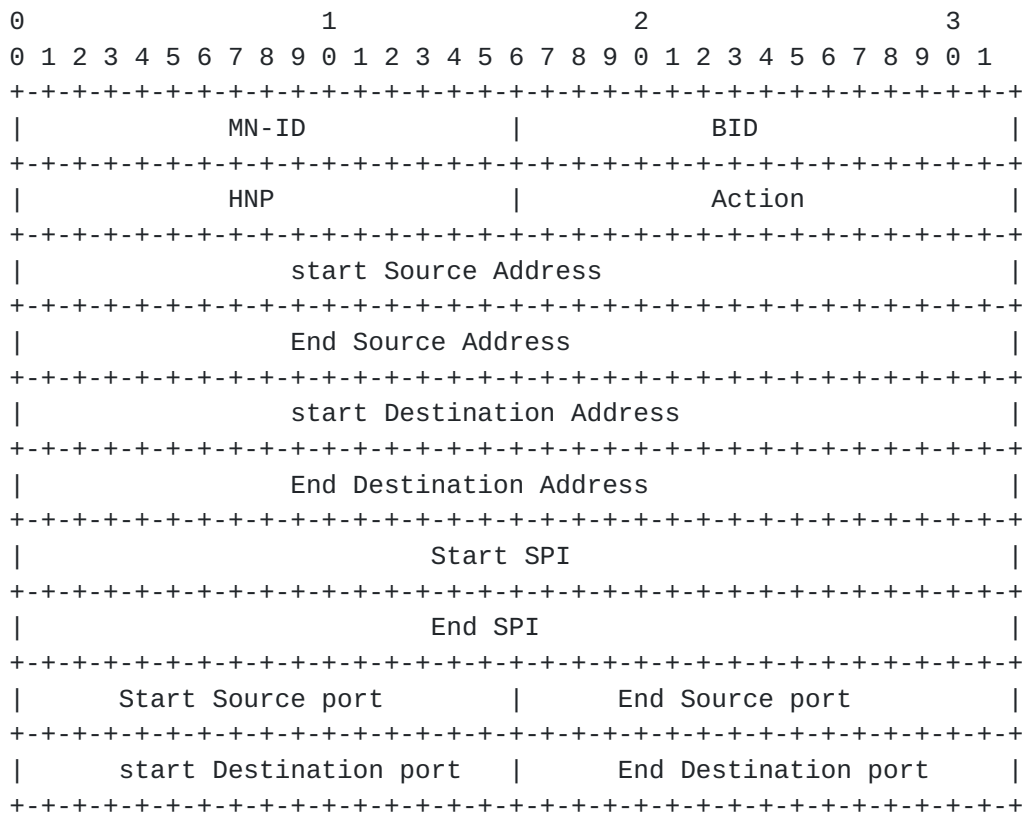 0                   1                   2                   3
0 1 2 3 4 5 6 7 8 9 0 1 2 3 4 5 6 7 8 9 0 1 2 3 4 5 6 7 8 9 0 1
+-+-+-+-+-+-+-+-+-+-+-+-+-+-+-+-+-+-+-+-+-+-+-+-+-+-+-+-+-+-+-+-+
|             MN-ID             |            BID                |
+-+-+-+-+-+-+-+-+-+-+-+-+-+-+-+-+-+-+-+-+-+-+-+-+-+-+-+-+-+-+-+-+
|             HNP               |            Action             |
+-+-+-+-+-+-+-+-+-+-+-+-+-+-+-+-+-+-+-+-+-+-+-+-+-+-+-+-+-+-+-+-+
|                 start Source Address                          |
+-+-+-+-+-+-+-+-+-+-+-+-+-+-+-+-+-+-+-+-+-+-+-+-+-+-+-+-+-+-+-+-+
|                 End Source Address                            |
+-+-+-+-+-+-+-+-+-+-+-+-+-+-+-+-+-+-+-+-+-+-+-+-+-+-+-+-+-+-+-+-+
|                 start Destination Address                     |
+-+-+-+-+-+-+-+-+-+-+-+-+-+-+-+-+-+-+-+-+-+-+-+-+-+-+-+-+-+-+-+-+
|                 End Destination Address                       |
+-+-+-+-+-+-+-+-+-+-+-+-+-+-+-+-+-+-+-+-+-+-+-+-+-+-+-+-+-+-+-+-+
|                          Start SPI                            |
+-+-+-+-+-+-+-+-+-+-+-+-+-+-+-+-+-+-+-+-+-+-+-+-+-+-+-+-+-+-+-+-+
|                          End SPI                              |
+-+-+-+-+-+-+-+-+-+-+-+-+-+-+-+-+-+-+-+-+-+-+-+-+-+-+-+-+-+-+-+-+
|      Start Source port        |      End Source port          |
+-+-+-+-+-+-+-+-+-+-+-+-+-+-+-+-+-+-+-+-+-+-+-+-+-+-+-+-+-+-+-+-+
|      start Destination port   |      End Destination port     |
+-+-+-+-+-+-+-+-+-+-+-+-+-+-+-+-+-+-+-+-+-+-+-+-+-+-+-+-+-+-+-+-+